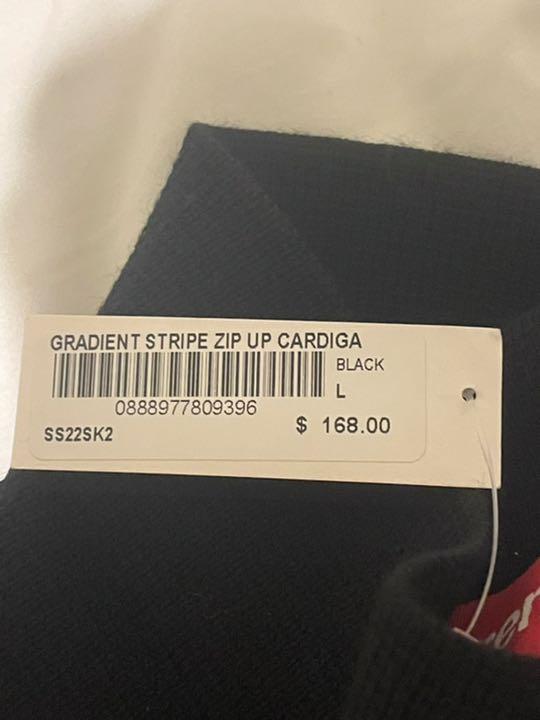 GRADIENT STRIPE ZIP UP CARDIGA
BLACK
L
0888977809396
SS22SK2
$ 168.00